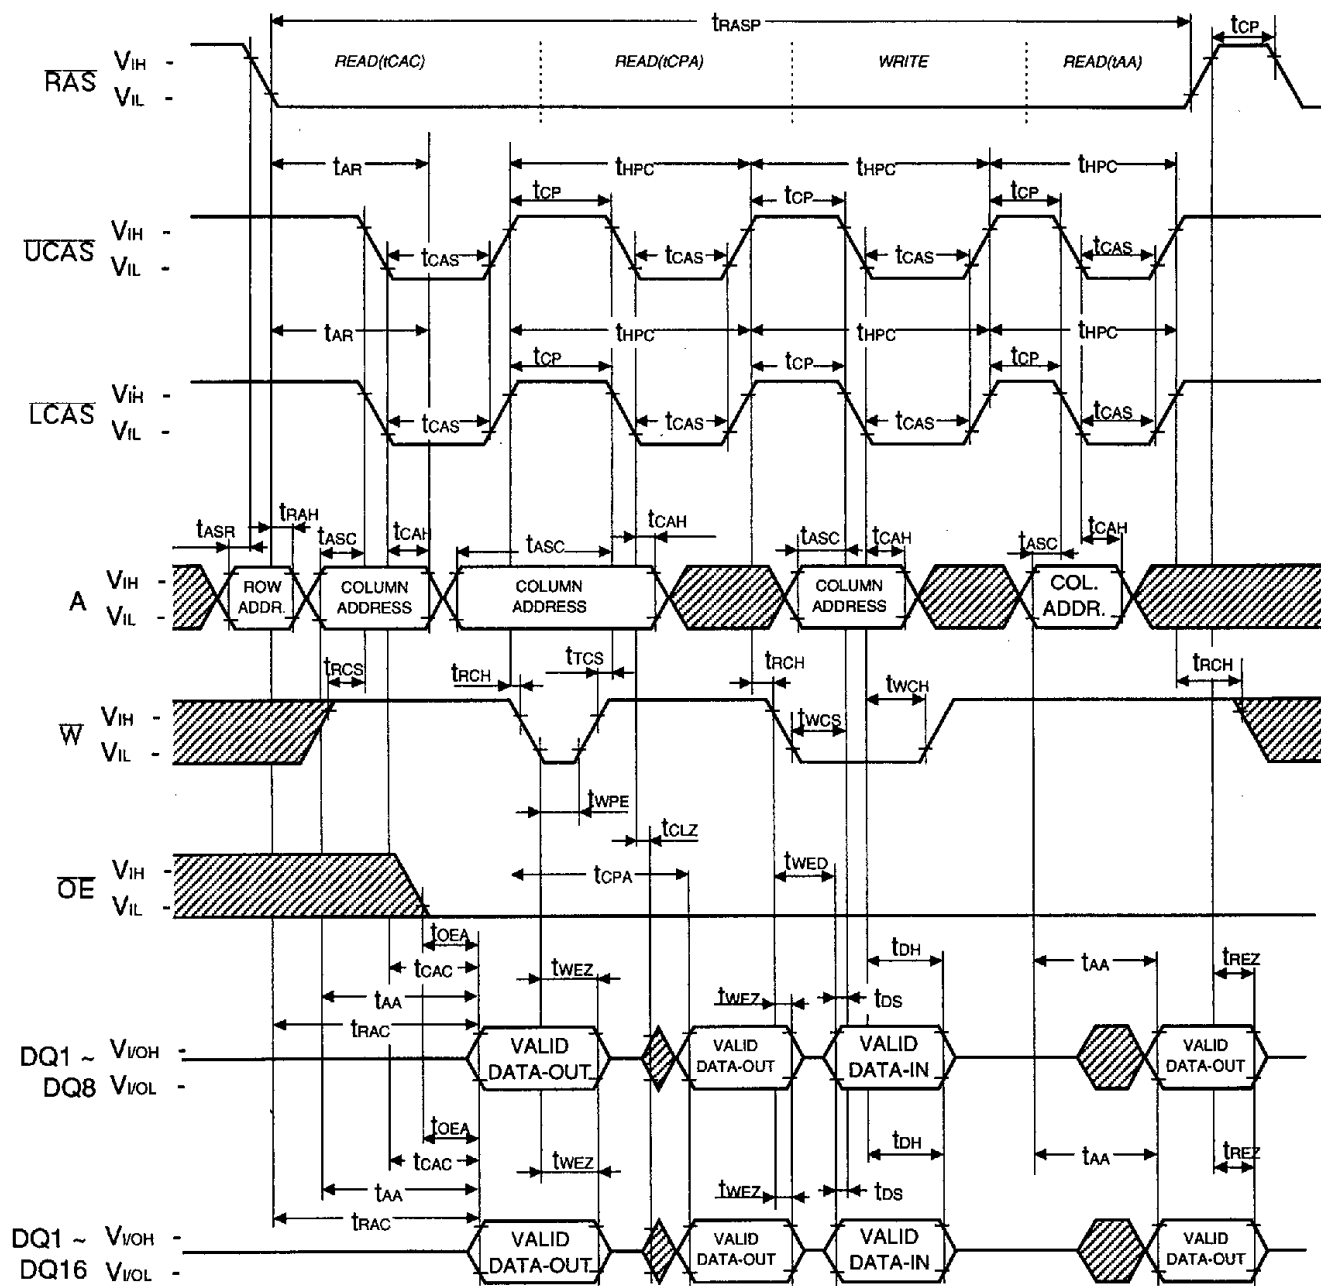 tRASP
tCP
RAS
VIH -
VIL -
READ(tCAC)
READ(tCPA)
WRITE
READ(tAA)
tAR
tHPC
tHPC
tHPC
tCP
tCP
tCP
UCAS
VIH -
VIL -
tCAS
tCAS
tCAS
tCAS
tAR
tHPC
tHPC
tHPC
tCP
tCP
tCP
LCAS
VIH -
VIL -
tCAS
tCAS
tCAS
tCAS
tASR
tRAH
tASC
tCAH
tASC
tCAH
tASC
tCAH
tASC
tCAH
A
VIH -
VIL -
ROW
ADDR.
COLUMN
ADDRESS
COLUMN
ADDRESS
COLUMN
ADDRESS
COL.
ADDR.
tRCS
tRCH
tTCS
tRCH
tWCH
tRCH
W
VIH -
VIL -
tWCS
tWPE
tCLZ
OE
VIH -
VIL -
tCPA
tWED
tOEA
tCAC
tWEZ
tDH
tAA
tREZ
tAA
tWEZ
tDS
tRAC
DQ1 ~
DQ8
VI/OH -
VI/OL -
VALID
DATA-OUT
VALID
DATA-OUT
VALID
DATA-IN
VALID
DATA-OUT
tOEA
tCAC
tWEZ
tDH
tAA
tREZ
tAA
tWEZ
tDS
tRAC
DQ1 ~
DQ16
VI/OH -
VI/OL -
VALID
DATA-OUT
VALID
DATA-OUT
VALID
DATA-IN
VALID
DATA-OUT